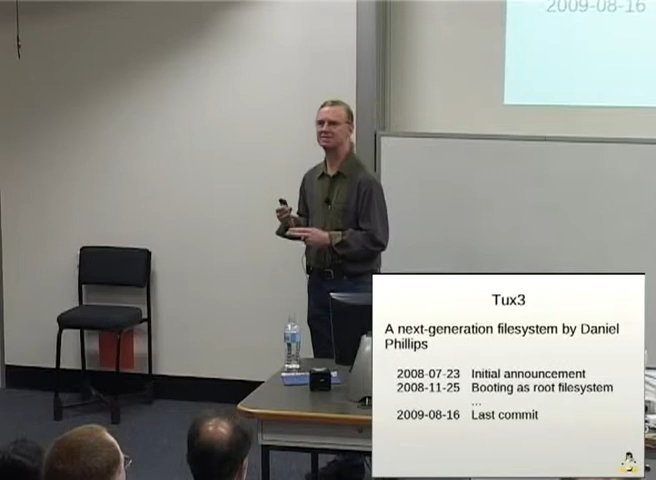 2009-08-16
Tux3
A next-generation filesystem by Daniel
Phillips
2008-07-23 Initial announcement
2008-11-25 Booting as root filesystem
...
2009-08-16 Last commit